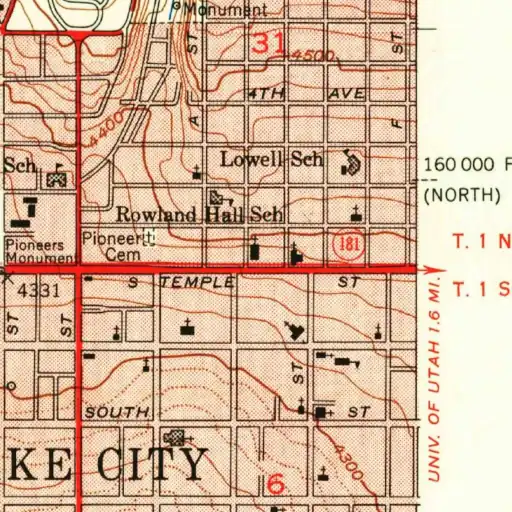 Monument
31
4500
ST
ST
4TH AVE
A
F
4400
Sch
Lowell Sch
160 000 F
(NORTH)
Rowland Hall Sch
Pioneers
Monument
Pioneer
Cem
181
T. 1 N
T. 1 S
4331
S TEMPLE ST
ST
ST
ST
SOUTH ST
UNIV. OF UTAH 1.6 MI.
4300
KE CITY
6